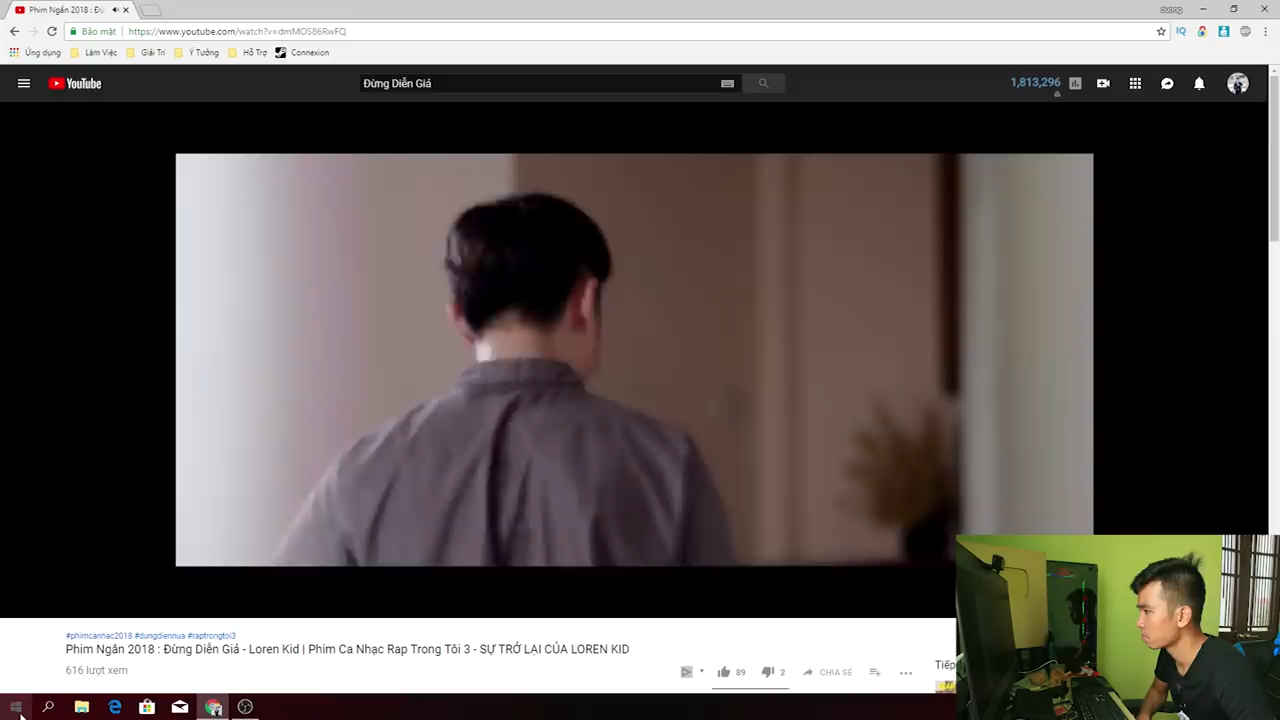 Phim Ngắn 2018 : Đừ
duong
Bảo mật
https://www.youtube.com/watch?v=dmMOS86RwFQ
Ứng dụng
Làm Việc
Giải Trí
Ý Tưởng
Hỗ Trợ
Connexion
YouTube
Đừng Diễn Giả
1,813,296
#phimcanhac2018 #dungdiennua #raptrongtoi3
Phim Ngắn 2018 : Đừng Diễn Giả - Loren Kid | Phim Ca Nhạc Rap Trong Tôi 3 - SỰ TRỞ LẠI CỦA LOREN KID
616 lượt xem
89
2
CHIA SẺ
Tiếp